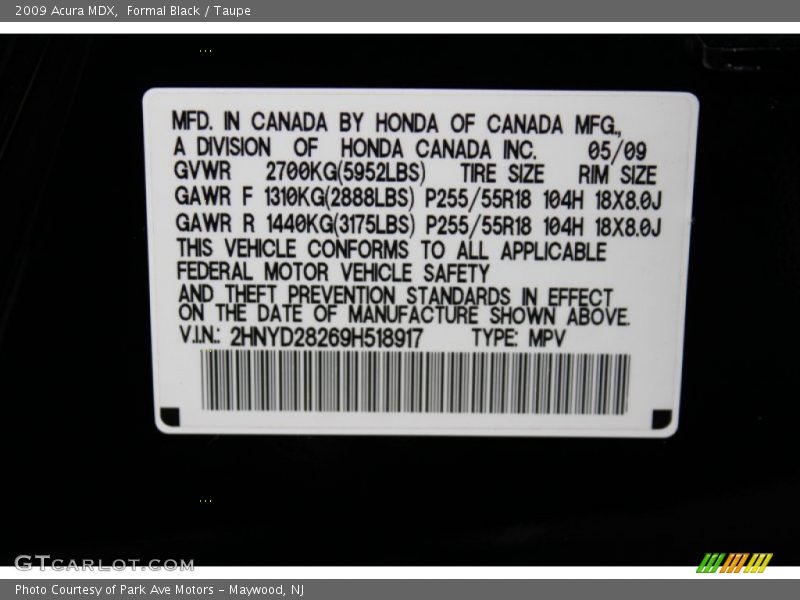 2009 Acura MDX,  Formal Black / Taupe
MFD. IN CANADA BY HONDA OF CANADA MFG.,
A DIVISION OF HONDA CANADA INC. 05/09
GVWR 2700KG(5952LBS) TIRE SIZE RIM SIZE
GAWR F 1310KG(2888LBS) P255/55R18 104H 18X8.0J
GAWR R 1440KG(3175LBS) P255/55R18 104H 18X8.0J
THIS VEHICLE CONFORMS TO ALL APPLICABLE
FEDERAL MOTOR VEHICLE SAFETY
AND THEFT PREVENTION STANDARDS IN EFFECT
ON THE DATE OF MANUFACTURE SHOWN ABOVE.
V.I.N.: 2HNYD28269H518917 TYPE: MPV
GTCARLOT.COM
Photo Courtesy of Park Ave Motors - Maywood, NJ